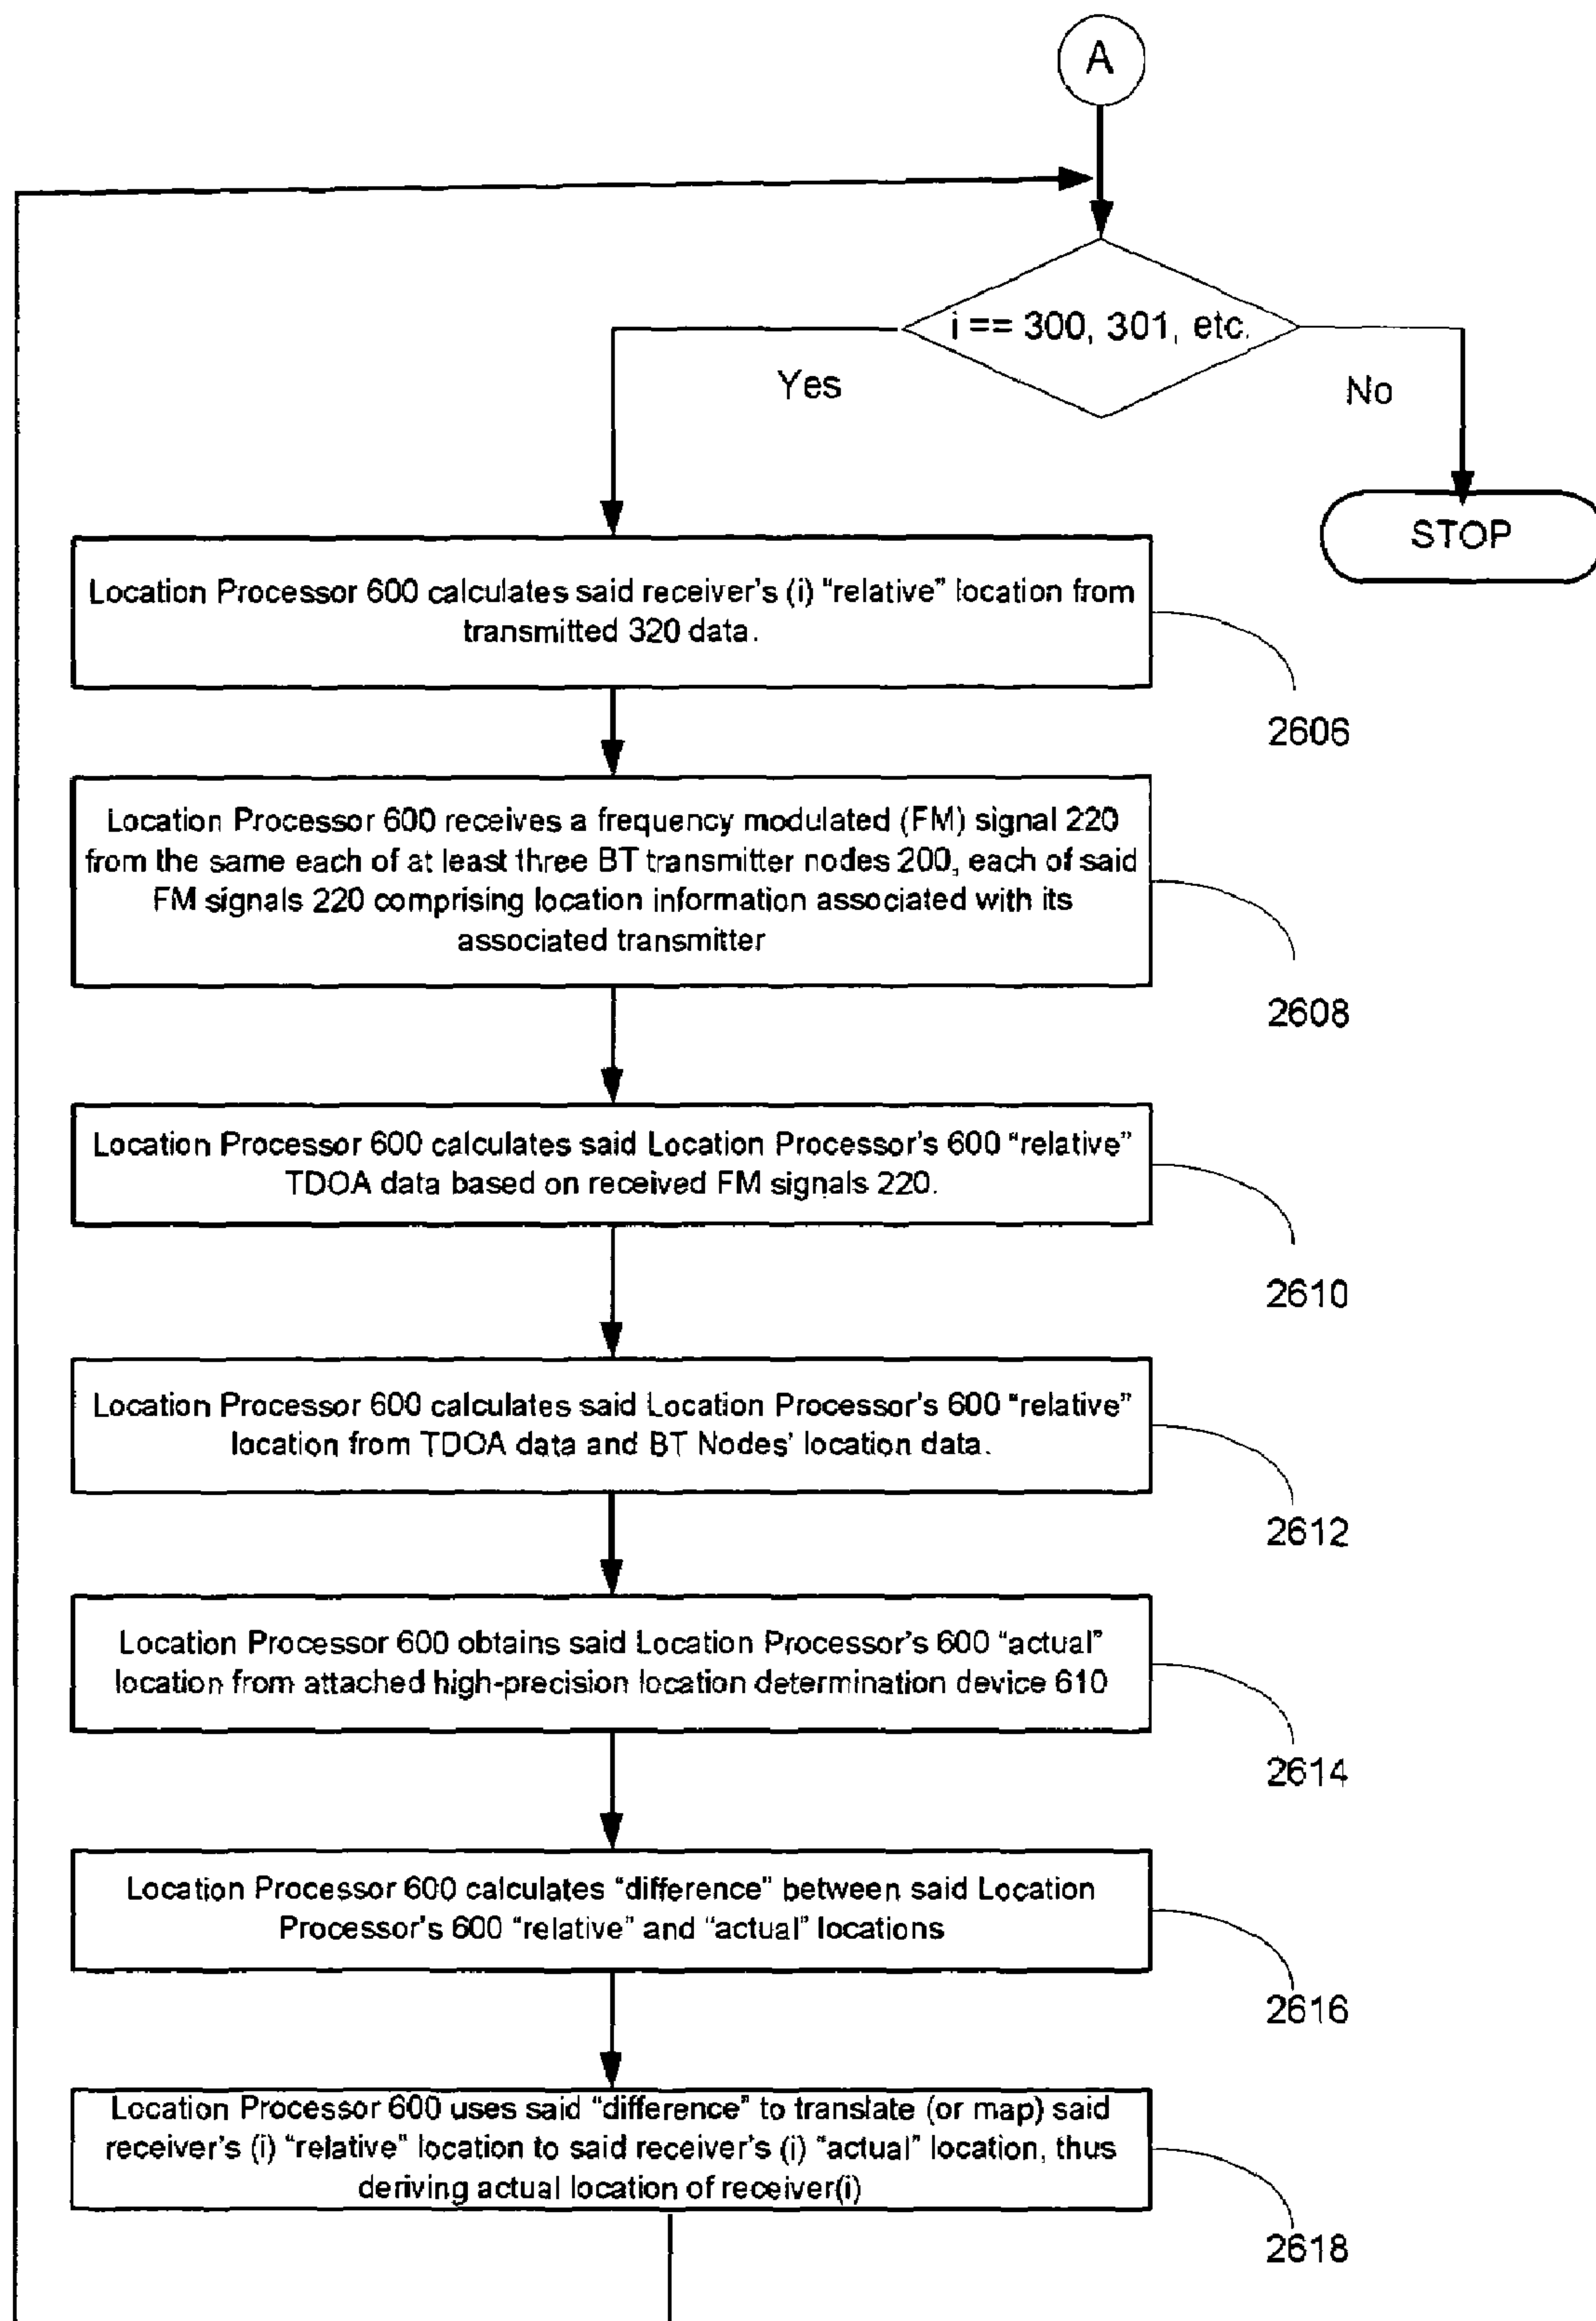 A
i == 300, 301, etc.
Yes
No
STOP
Location Processor 600 calculates said receiver's (i) "relative" location from
transmitted 320 data.
2606
Location Processor 600 receives a frequency modulated (FM) signal 220
from the same each of at least three BT transmitter nodes 200, each of said
FM signals 220 comprising location information associated with its
associated transmitter
2608
Location Processor 600 calculates said Location Processor's 600 "relative"
TDOA data based on received FM signals 220.
2610
Location Processor 600 calculates said Location Processor's 600 "relative"
location from TDOA data and BT Nodes' location data.
2612
Location Processor 600 obtains said Location Processor's 600 "actual"
location from attached high-precision location determination device 610
2614
Location Processor 600 calculates "difference" between said Location
Processor's 600 "relative" and "actual" locations
2616
Location Processor 600 uses said "difference" to translate (or map) said
receiver's (i) "relative" location to said receiver's (i) "actual" location, thus
deriving actual location of receiver(i)
2618